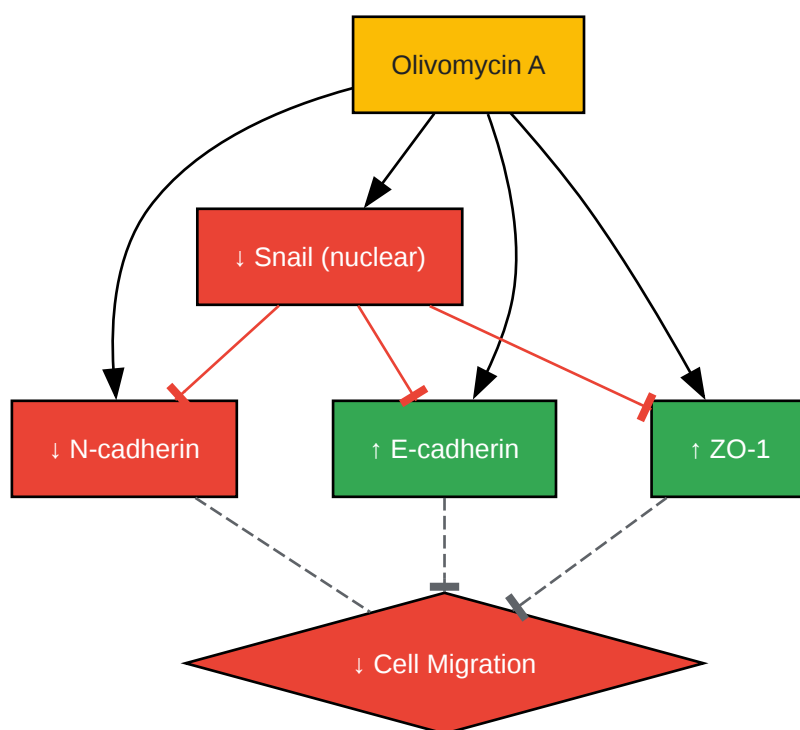 Olivomycin A
↓ Snail (nuclear)
↓ N-cadherin
↑ E-cadherin
↑ ZO-1
↓ Cell Migration